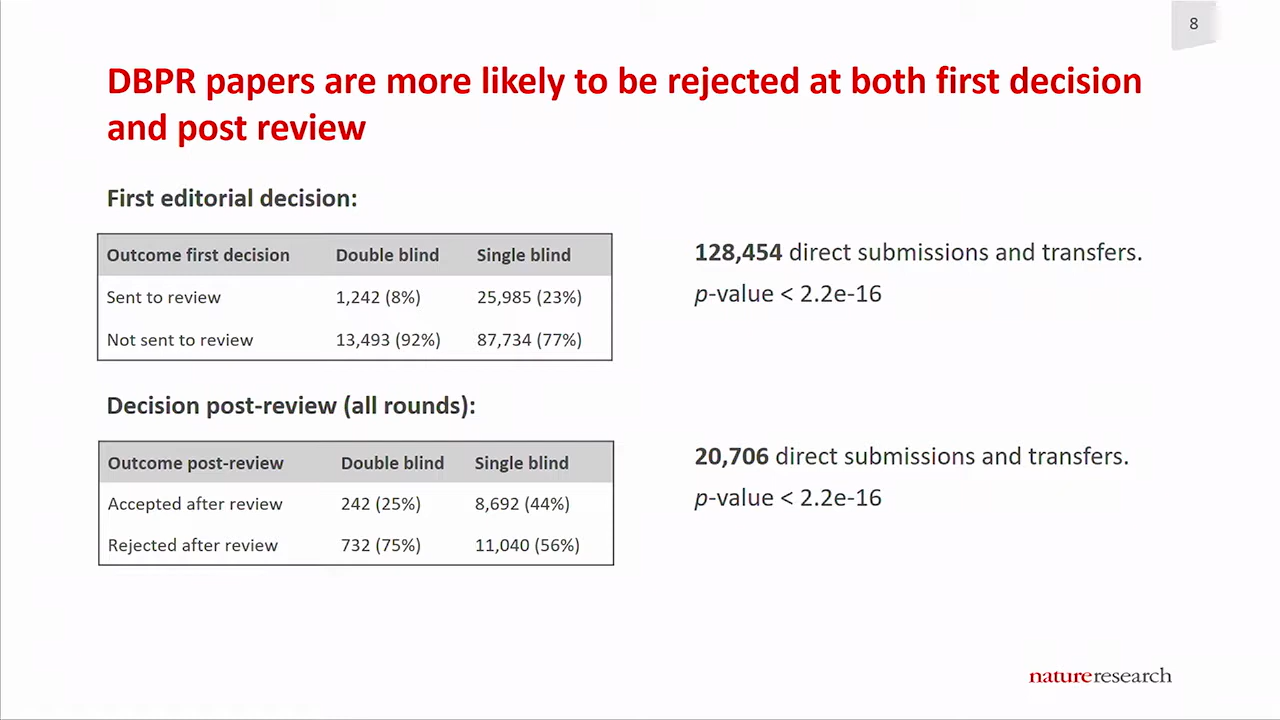 8
DBPR papers are more likely to be rejected at both first decision
and post review
First editorial decision:
Outcome first decision Double blind Single blind
Sent to review 1,242 (8%) 25,985 (23%)
Not sent to review 13,493 (92%) 87,734 (77%)
128,454 direct submissions and transfers.
p-value < 2.2e-16
Decision post-review (all rounds):
Outcome post-review Double blind Single blind
Accepted after review 242 (25%) 8,692 (44%)
Rejected after review 732 (75%) 11,040 (56%)
20,706 direct submissions and transfers.
p-value < 2.2e-16
natureresearch